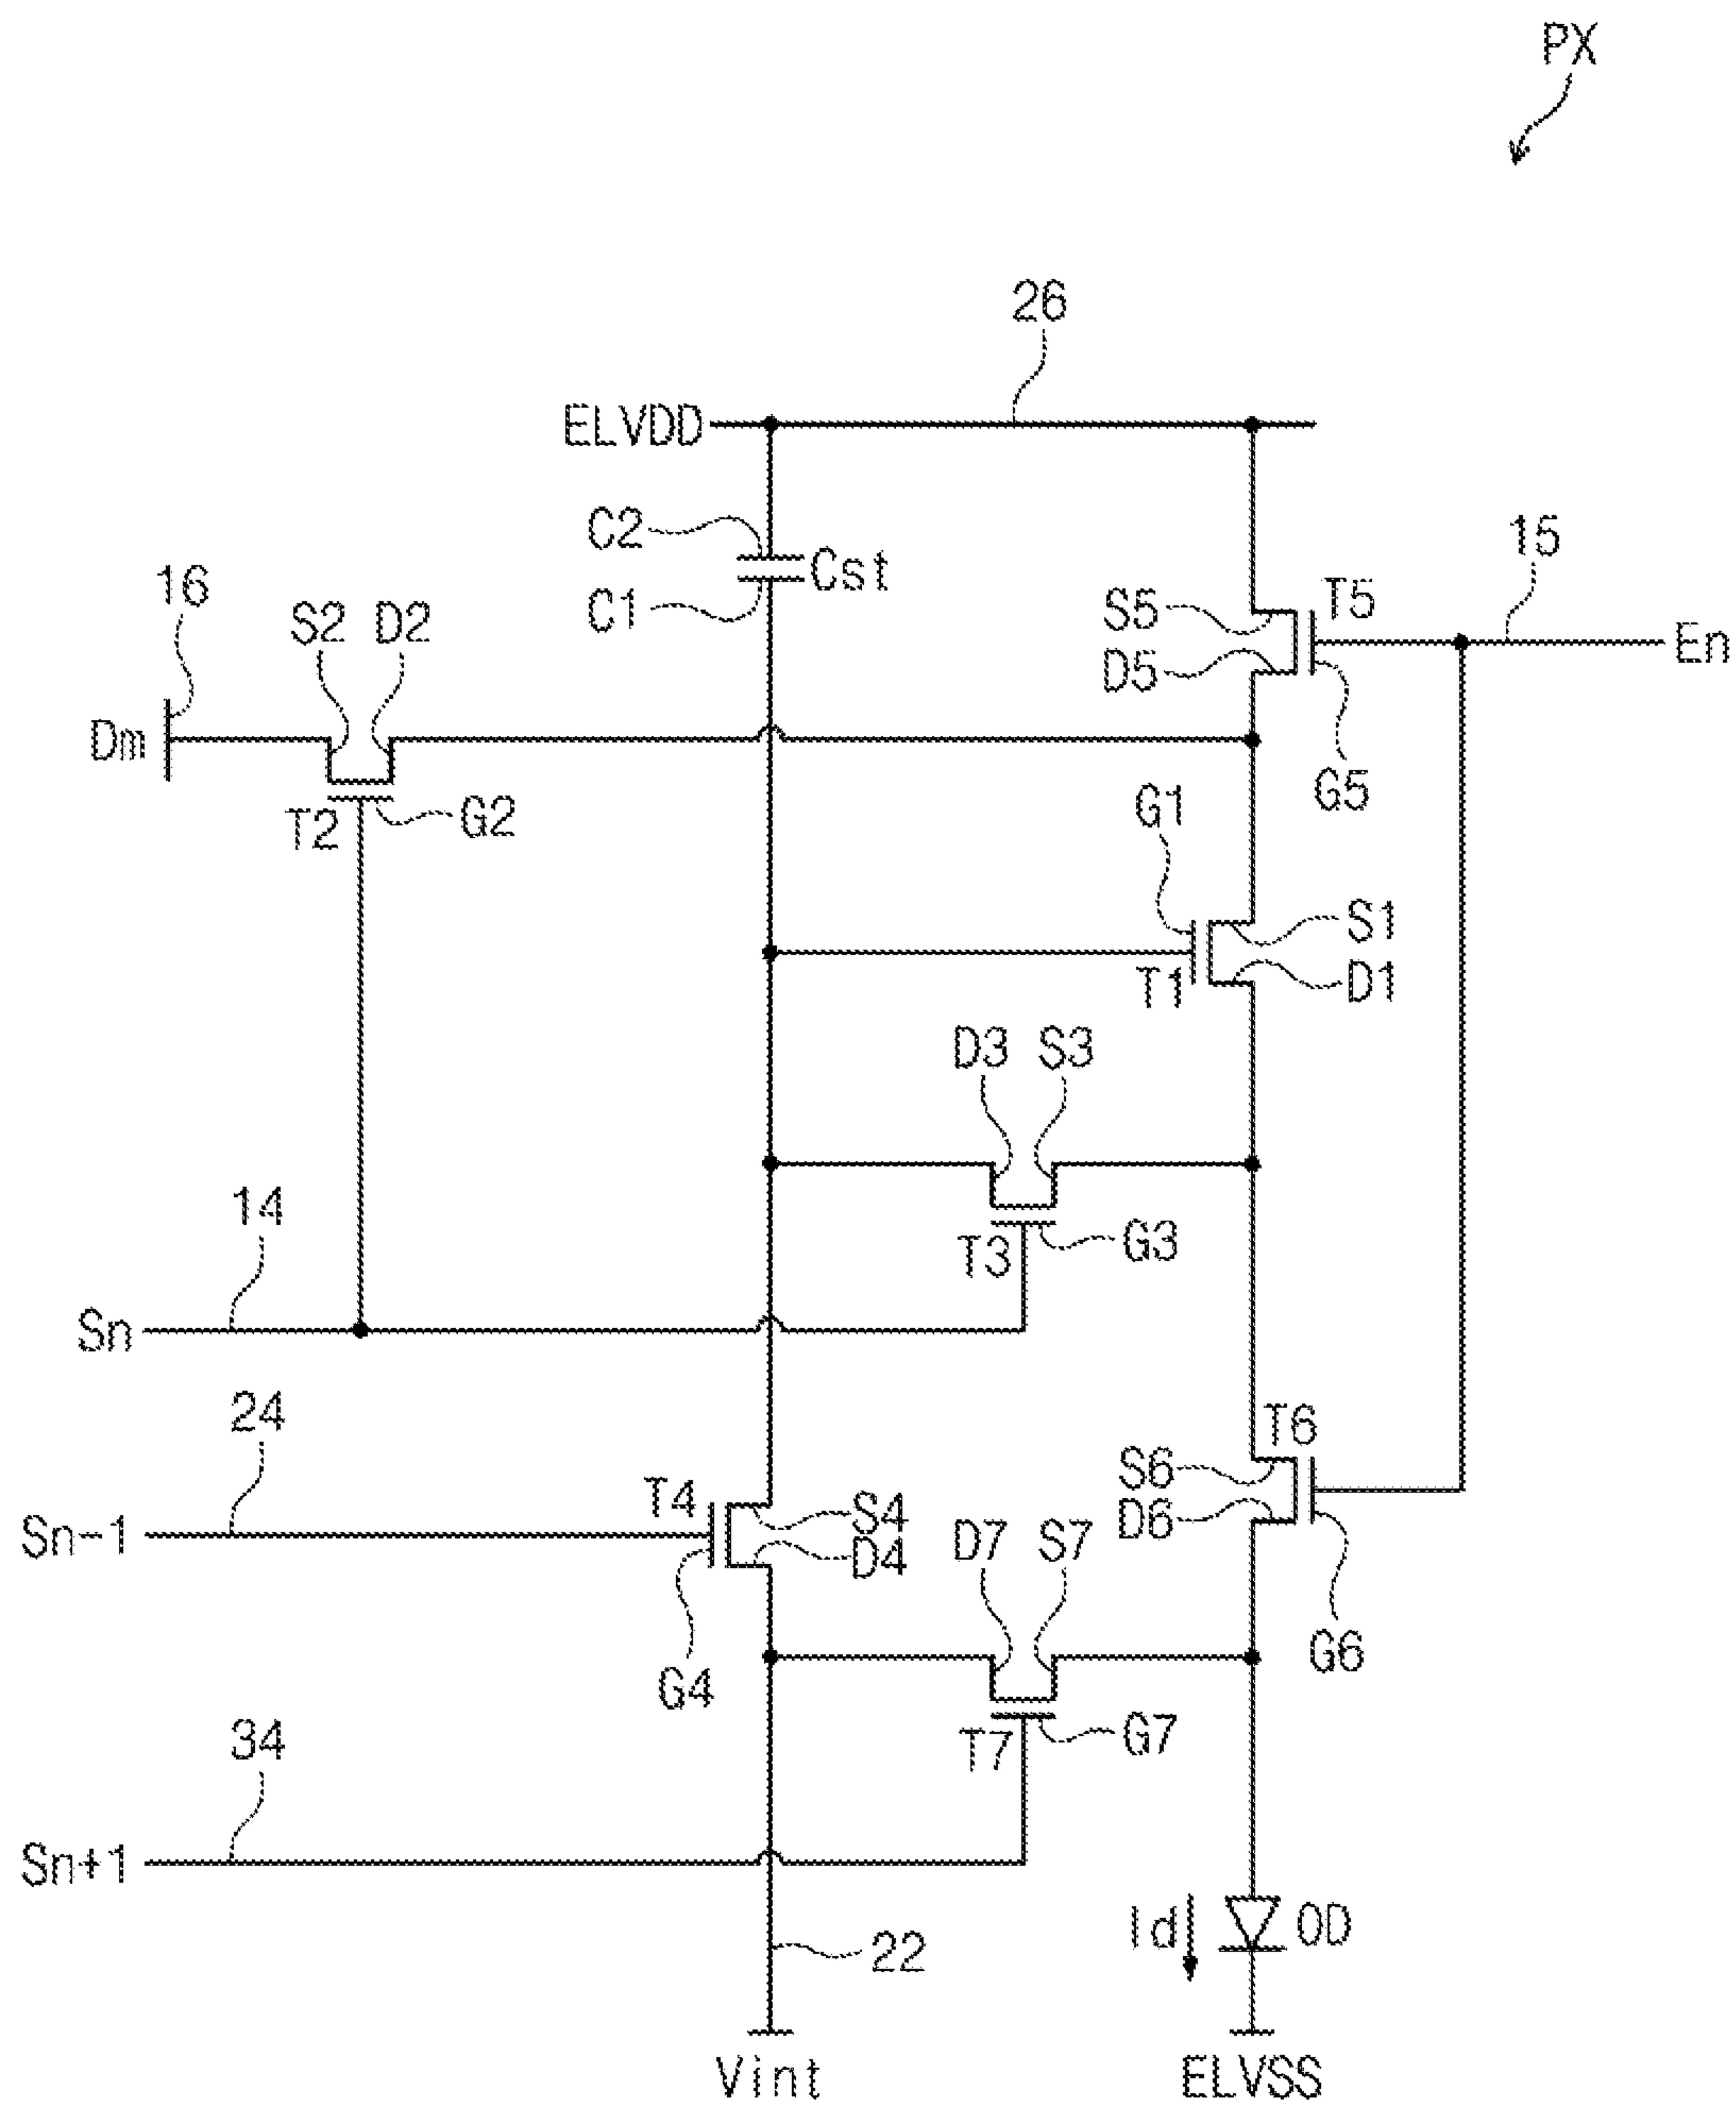 PX
26
ELVDD
C2
Cst
C1
15
16
S2
D2
T5
S5
D5
En
Dm
G5
T2
G2
G1
S1
T1
D1
D3
S3
14
T3
G3
Sn
24
T6
S6
D6
T4
S4
D4
Sn-1
D7
S7
G6
G4
34
T7
G7
Sn+1
22
Id
OD
Vint
ELVSS